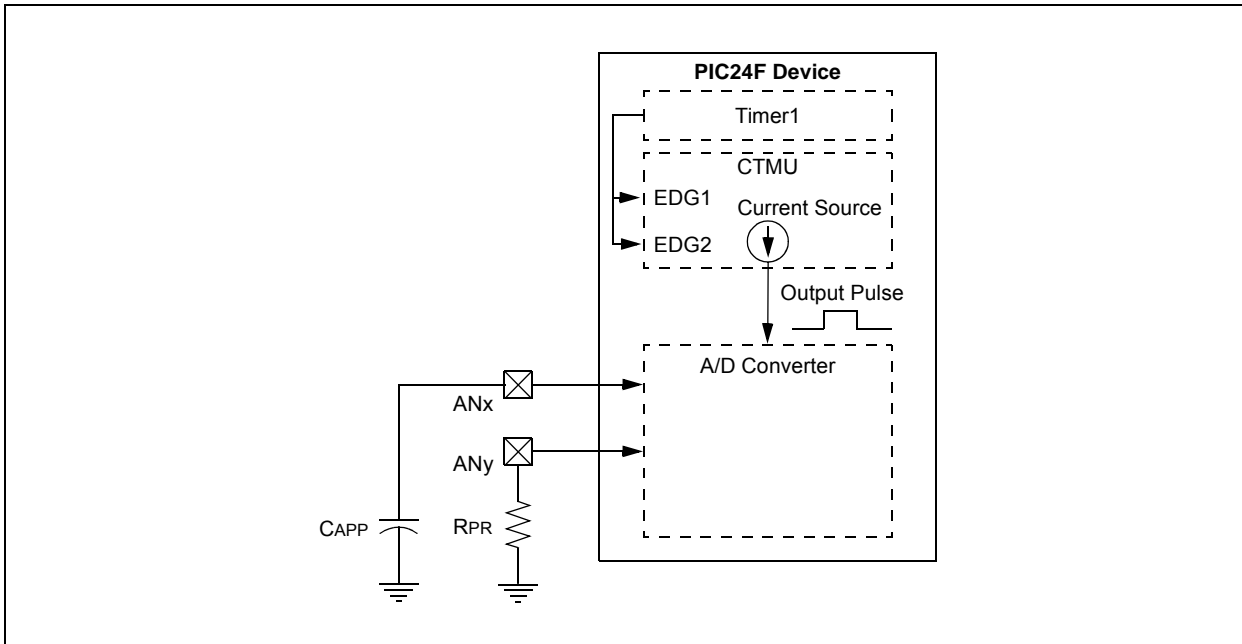 PIC24F Device
Timer1
CTMU
EDG1
Current Source
EDG2
Output Pulse
A/D Converter
ANx
ANy
CAPP
RPR